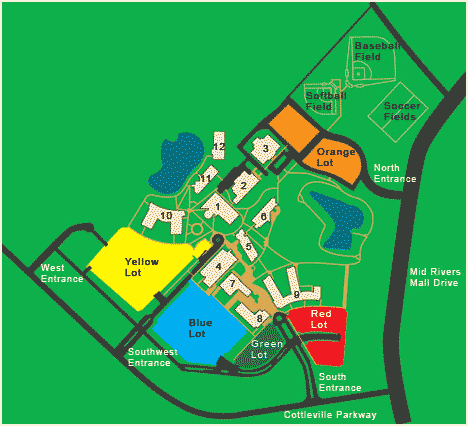 Baseball
Field
Softball
Field
Soccer
Fields
12
3
Orange
Lot
North
Entrance
11
2
1
10
6
5
West
Entrance
Yellow
Lot
4
Mid Rivers
Mall Drive
7
9
8
Red
Lot
Blue
Lot
Green
Lot
Southwest
Entrance
South
Entrance
Cottleville Parkway